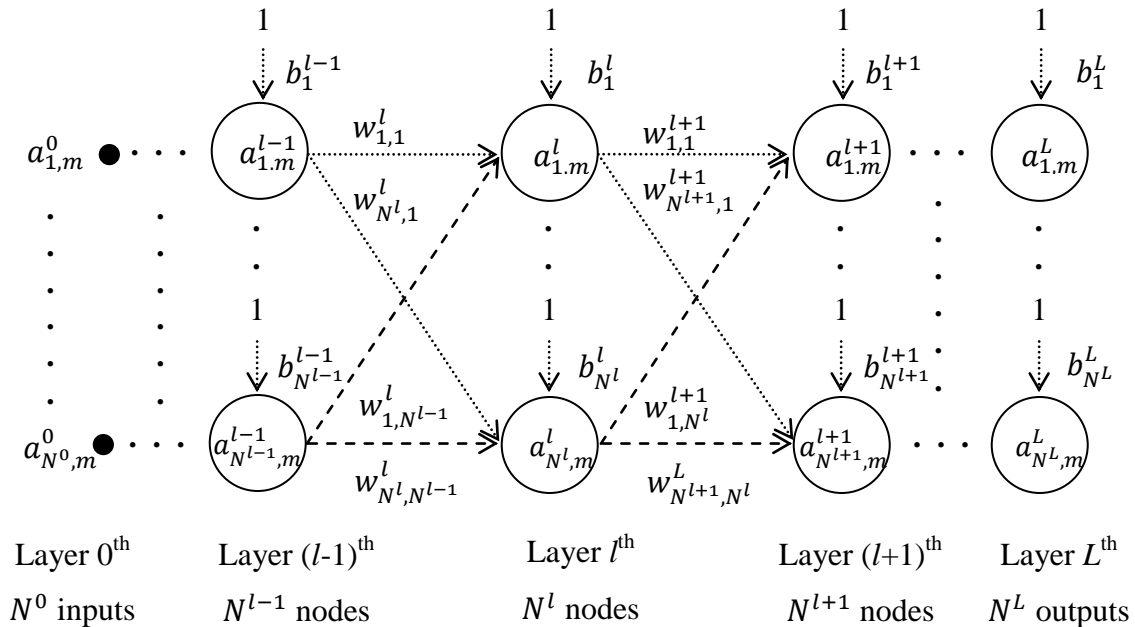 1 1 1 1
b_1^{l-1} b_1^l b_1^{l+1} b_1^L
w_{1,1}^l w_{1,1}^{l+1}
a_{1,m}^0 a_{1.m}^{l-1} a_{1.m}^l a_{1.m}^{l+1} a_{1,m}^L
w_{N^l,1}^l w_{N^{l+1},1}^{l+1}
1 1 1 1
b_{N^{l-1}}^{l-1} b_{N^l}^l b_{N^{l+1}}^{l+1} b_{N^L}^L
w_{1,N^{l-1}}^l w_{1,N^l}^{l+1}
a_{N^0,m}^0 a_{N^{l-1},m}^{l-1} a_{N^l,m}^l a_{N^{l+1},m}^{l+1} a_{N^L,m}^L
w_{N^l,N^{l-1}}^l w_{N^{l+1},N^l}^L
Layer 0^{th} Layer (l-1)^{th} Layer l^{th} Layer (l+1)^{th} Layer L^{th}
N^0 inputs N^{l-1} nodes N^l nodes N^{l+1} nodes N^L outputs